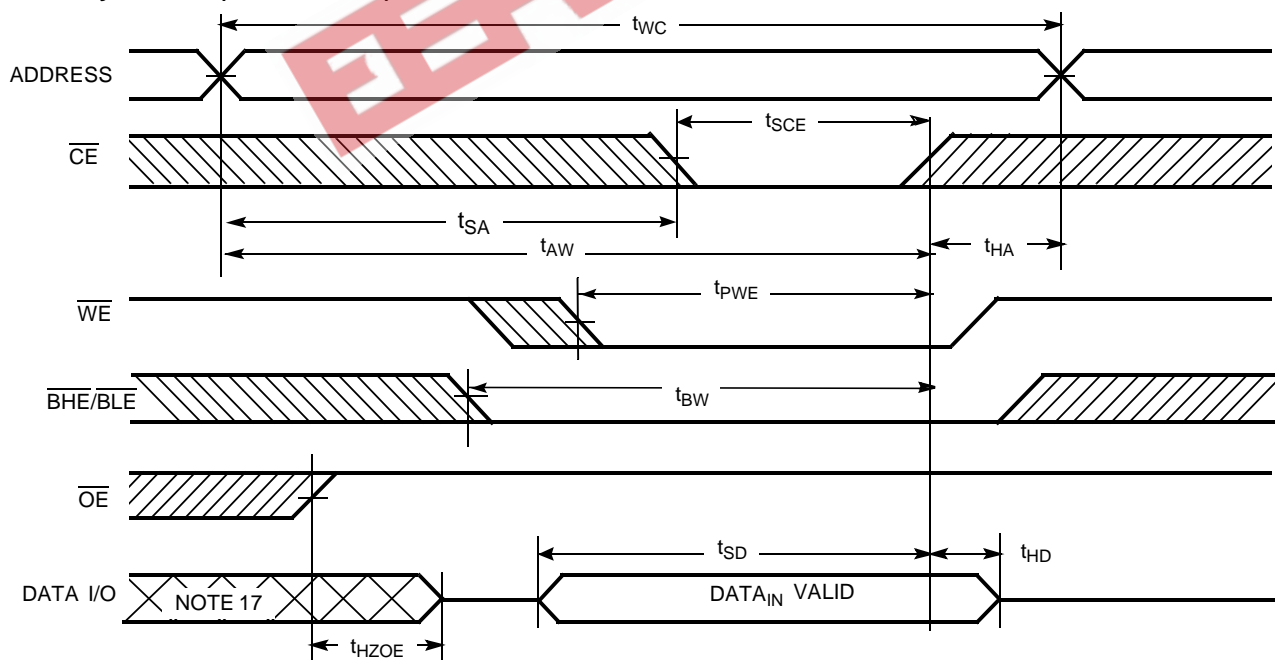 tWC
ADDRESS
tSCE
CE
tSA
tAW
tHA
tPWE
WE
tBW
BHE/BLE
OE
tSD
tHD
DATA I/O
NOTE 17
DATAIN VALID
tHZOE